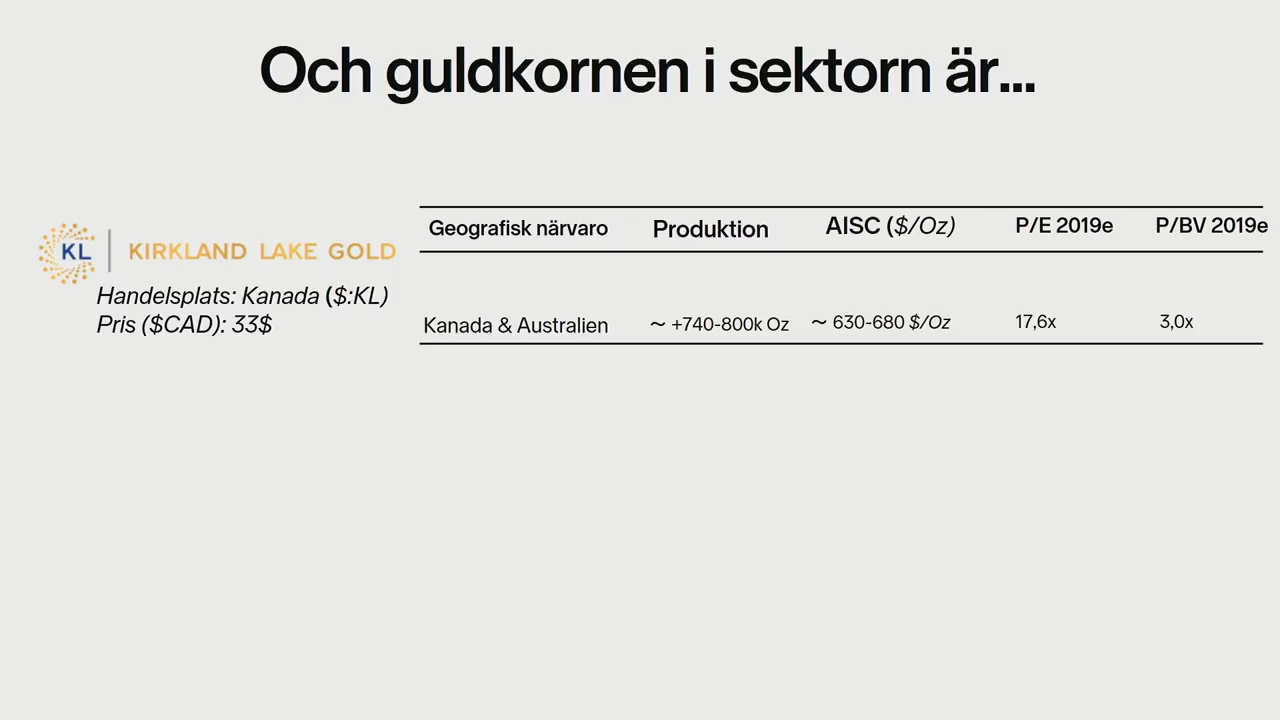 Och guldkornen i sektorn är...
KL | KIRKLAND LAKE GOLD
Handelsplats: Kanada ($:KL)
Pris ($CAD): 33$
Geografisk närvaro Produktion AISC ($/Oz) P/E 2019e P/BV 2019e
Kanada & Australien ~ +740-800k Oz ~ 630-680 $/Oz 17,6x 3,0x